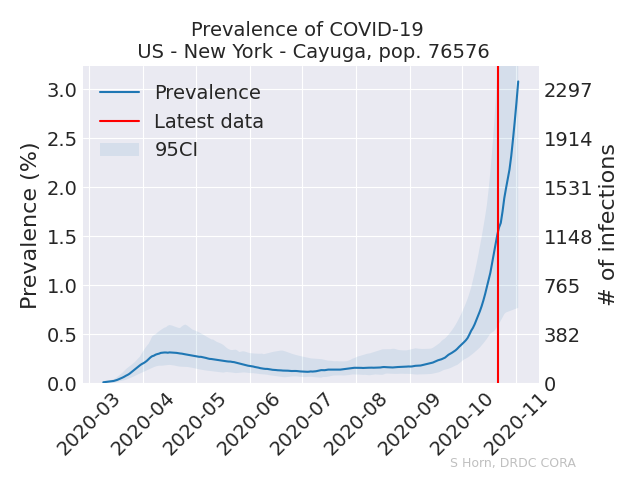 Prevalence of COVID-19
US - New York - Cayuga, pop. 76576
Prevalence
Latest data
95CI
Prevalence (%)
3.0
2.5
2.0
1.5
1.0
0.5
0.0
2297
1914
1531
1148
765
382
0
# of infections
2020-03
2020-04
2020-05
2020-06
2020-07
2020-08
2020-09
2020-10
2020-11
S Horn, DRDC CORA